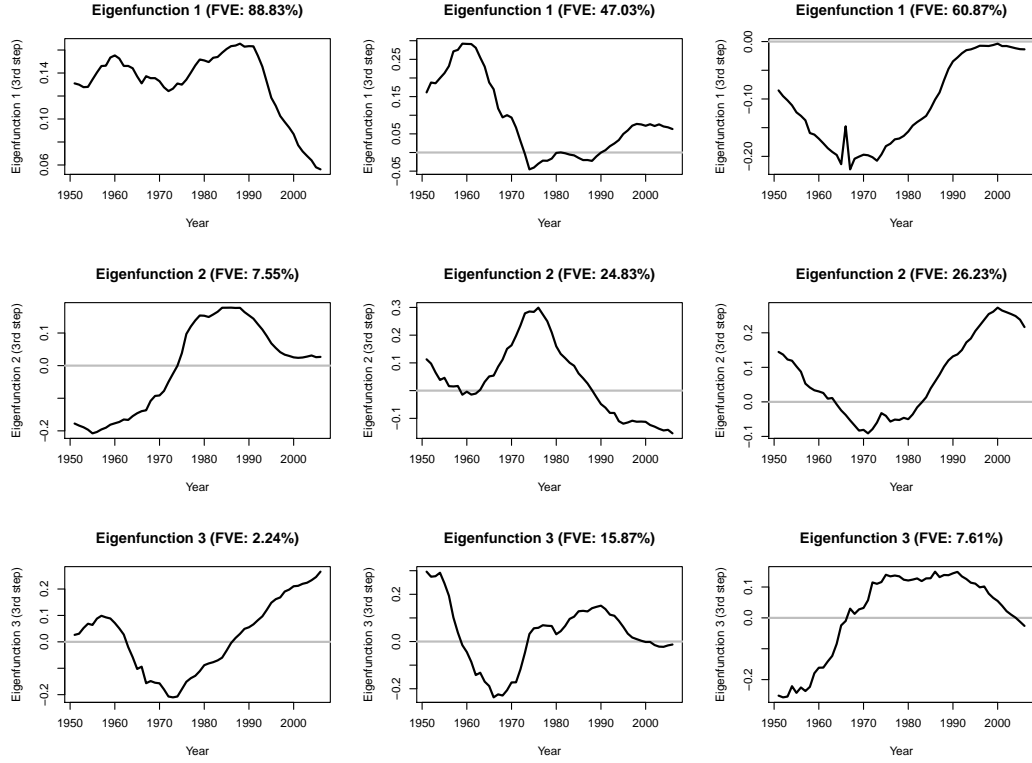 Eigenfunction 1 (FVE: 88.83%)
Eigenfunction 1 (3rd step)
0.06 0.10 0.14
1950 1960 1970 1980 1990 2000
Year
Eigenfunction 1 (FVE: 47.03%)
Eigenfunction 1 (3rd step)
−0.05 0.05 0.15 0.25
1950 1960 1970 1980 1990 2000
Year
Eigenfunction 1 (FVE: 60.87%)
Eigenfunction 1 (3rd step)
−0.20 −0.10 0.00
1950 1960 1970 1980 1990 2000
Year
Eigenfunction 2 (FVE: 7.55%)
Eigenfunction 2 (3rd step)
−0.2 0.0 0.1
1950 1960 1970 1980 1990 2000
Year
Eigenfunction 2 (FVE: 24.83%)
Eigenfunction 2 (3rd step)
−0.1 0.1 0.2 0.3
1950 1960 1970 1980 1990 2000
Year
Eigenfunction 2 (FVE: 26.23%)
Eigenfunction 2 (3rd step)
−0.1 0.0 0.2
1950 1960 1970 1980 1990 2000
Year
Eigenfunction 3 (FVE: 2.24%)
Eigenfunction 3 (3rd step)
−0.2 0.0 0.1 0.2
1950 1960 1970 1980 1990 2000
Year
Eigenfunction 3 (FVE: 15.87%)
Eigenfunction 3 (3rd step)
−0.2 0.0 0.2
1950 1960 1970 1980 1990 2000
Year
Eigenfunction 3 (FVE: 7.61%)
Eigenfunction 3 (3rd step)
−0.2 0.0 0.1
1950 1960 1970 1980 1990 2000
Year